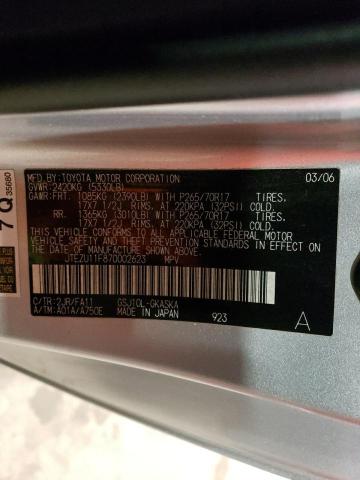 MFD.BY:TOYOTA MOTOR CORPORATION 03/06
GVWR:2420KG (5330LB)
GAWR:FRT. 1085KG (2390LB) WITH P265/70R17 TIRES.
17X7 1/2J RIMS. AT 220KPA (32PSI) COLD.
RR. 1365KG (3010LB) WITH P265/70R17 TIRES.
17X7 1/2J RIMS. AT 220KPA (32PSI) COLD.
THIS VEHICLE CONFORMS TO ALL APPLICABLE FEDERAL MOTOR
VEHICLE SAFETY STANDARDS IN EFFECT ON THE DATE OF
MANUFACTURE SHOWN ABOVE.
JTEZU11F870002623 MPV
C/TR:2JR/FA11 GSJ10L-GKASKA
A/TM:A01A/A750E MADE IN JAPAN 923 A
7 Q 35680